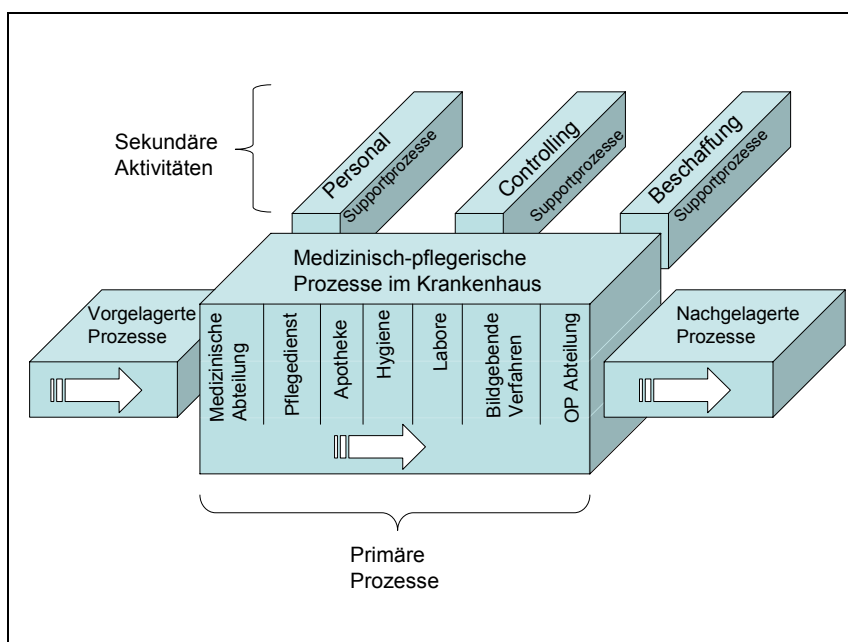 Sekundäre
Aktivitäten
Personal
Supportprozesse
Controlling
Supportprozesse
Beschaffung
Supportprozesse
Medizinisch-pflegerische
Prozesse im Krankenhaus
Vorgelagerte
Prozesse
Medizinische
Abteilung
Pflegedienst
Apotheke
Hygiene
Labore
Bildgebende
Verfahren
OP Abteilung
Nachgelagerte
Prozesse
Primäre
Prozesse